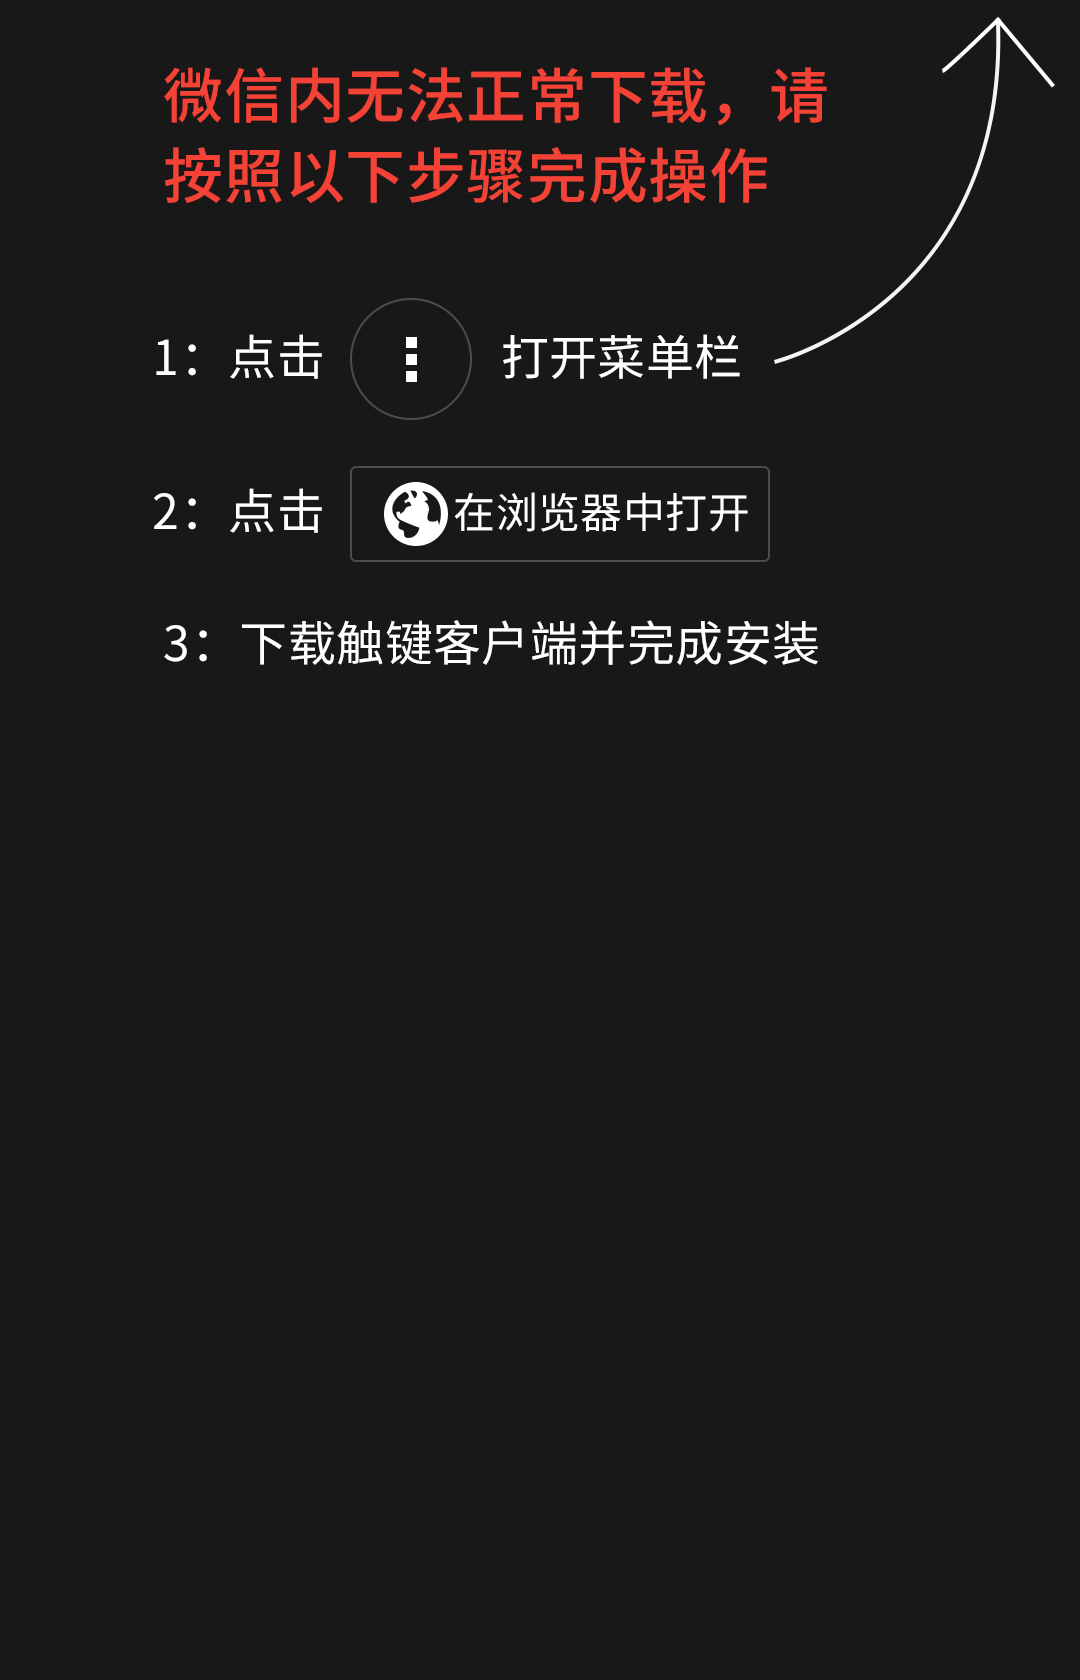 微信内无法正常下载，请
按照以下步骤完成操作
1：点击 打开菜单栏
2：点击 在浏览器中打开
3：下载触键客户端并完成安装